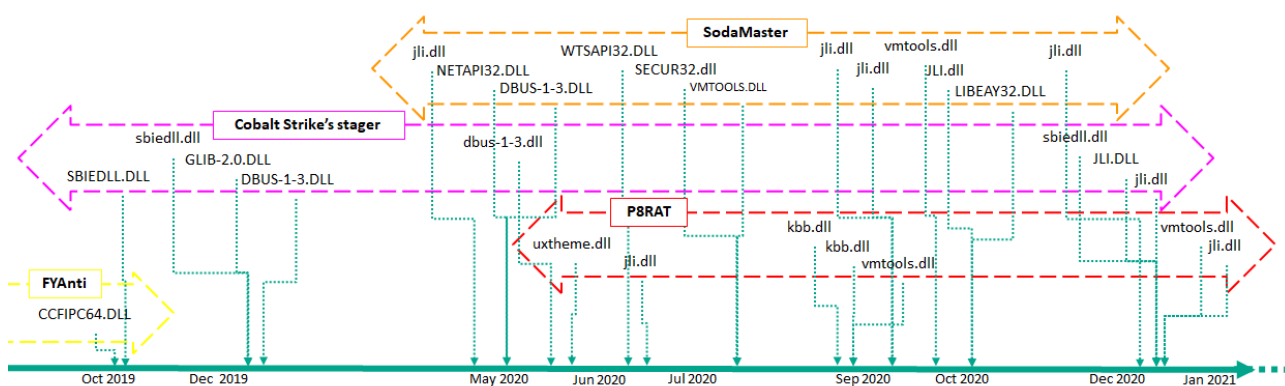 SodaMaster
jli.dll
NETAPI32.DLL
DBUS-1-3.DLL
WTSAPI32.DLL
SECUR32.dll
VMTOOLS.DLL
jli.dll
jli.dll
vmtools.dll
JLI.dll
LIBEAY32.DLL
jli.dll
Cobalt Strike's stager
SBIEDLL.DLL
sbiedll.dll
GLIB-2.0.DLL
DBUS-1-3.DLL
dbus-1-3.dll
sbiedll.dll
JLI.DLL
jli.dll
P8RAT
uxtheme.dll
jli.dll
kbb.dll
kbb.dll
vmtools.dll
vmtools.dll
jli.dll
FYAnti
CCFIPC64.DLL
Oct 2019
Dec 2019
May 2020
Jun 2020
Jul 2020
Sep 2020
Oct 2020
Dec 2020
Jan 2021